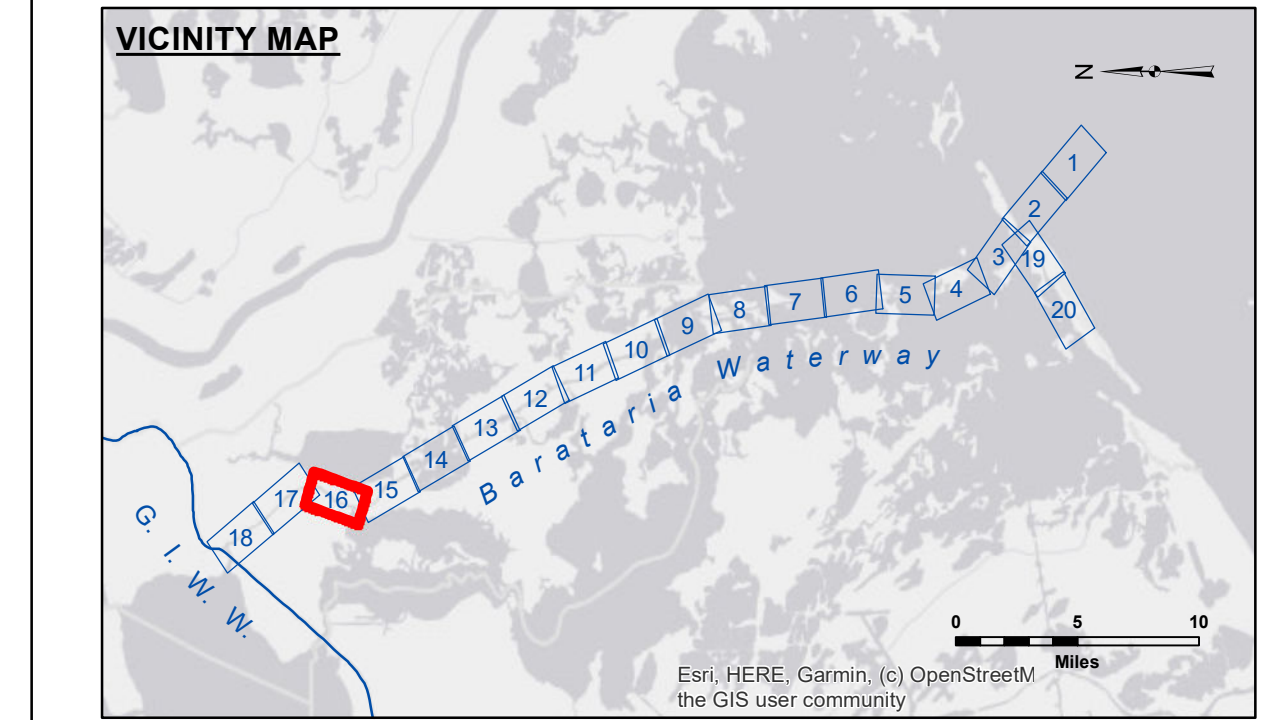 VICINITY MAP
N
1
2
3
19
4
20
5
6
7
8
9
10
11
12
13
14
15
16
17
18
Barataria Waterway
G. I. W. W.
0 5 10
Miles
Esri, HERE, Garmin, (c) OpenStreetM
the GIS user community